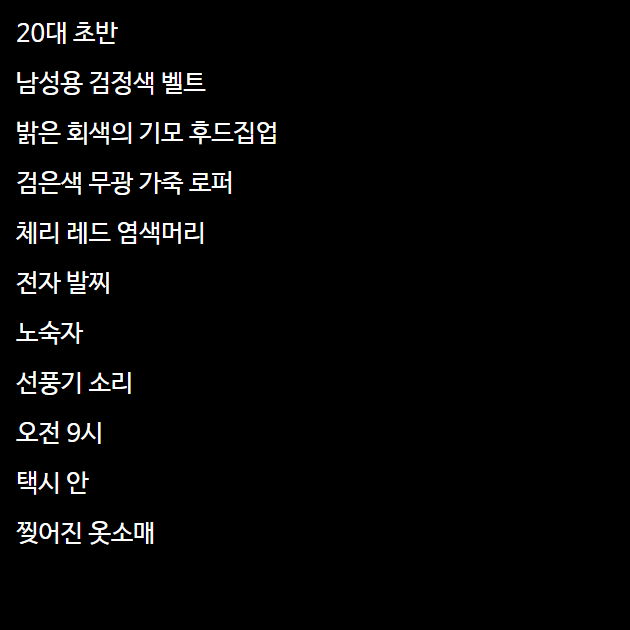 20대 초반
남성용 검정색 벨트
밝은 회색의 기모 후드집업
검은색 무광 가죽 로퍼
체리 레드 염색머리
전자 발찌
노숙자
선풍기 소리
오전 9시
택시 안
찢어진 옷소매